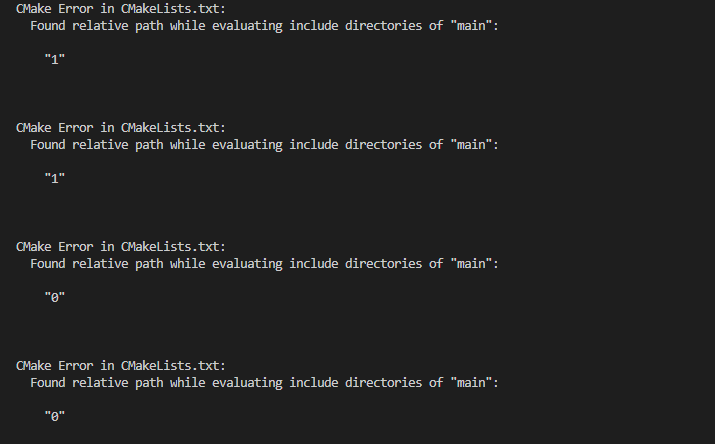 CMake Error in CMakeLists.txt:
Found relative path while evaluating include directories of "main":
"1"
CMake Error in CMakeLists.txt:
Found relative path while evaluating include directories of "main":
"1"
CMake Error in CMakeLists.txt:
Found relative path while evaluating include directories of "main":
"0"
CMake Error in CMakeLists.txt:
Found relative path while evaluating include directories of "main":
"0"